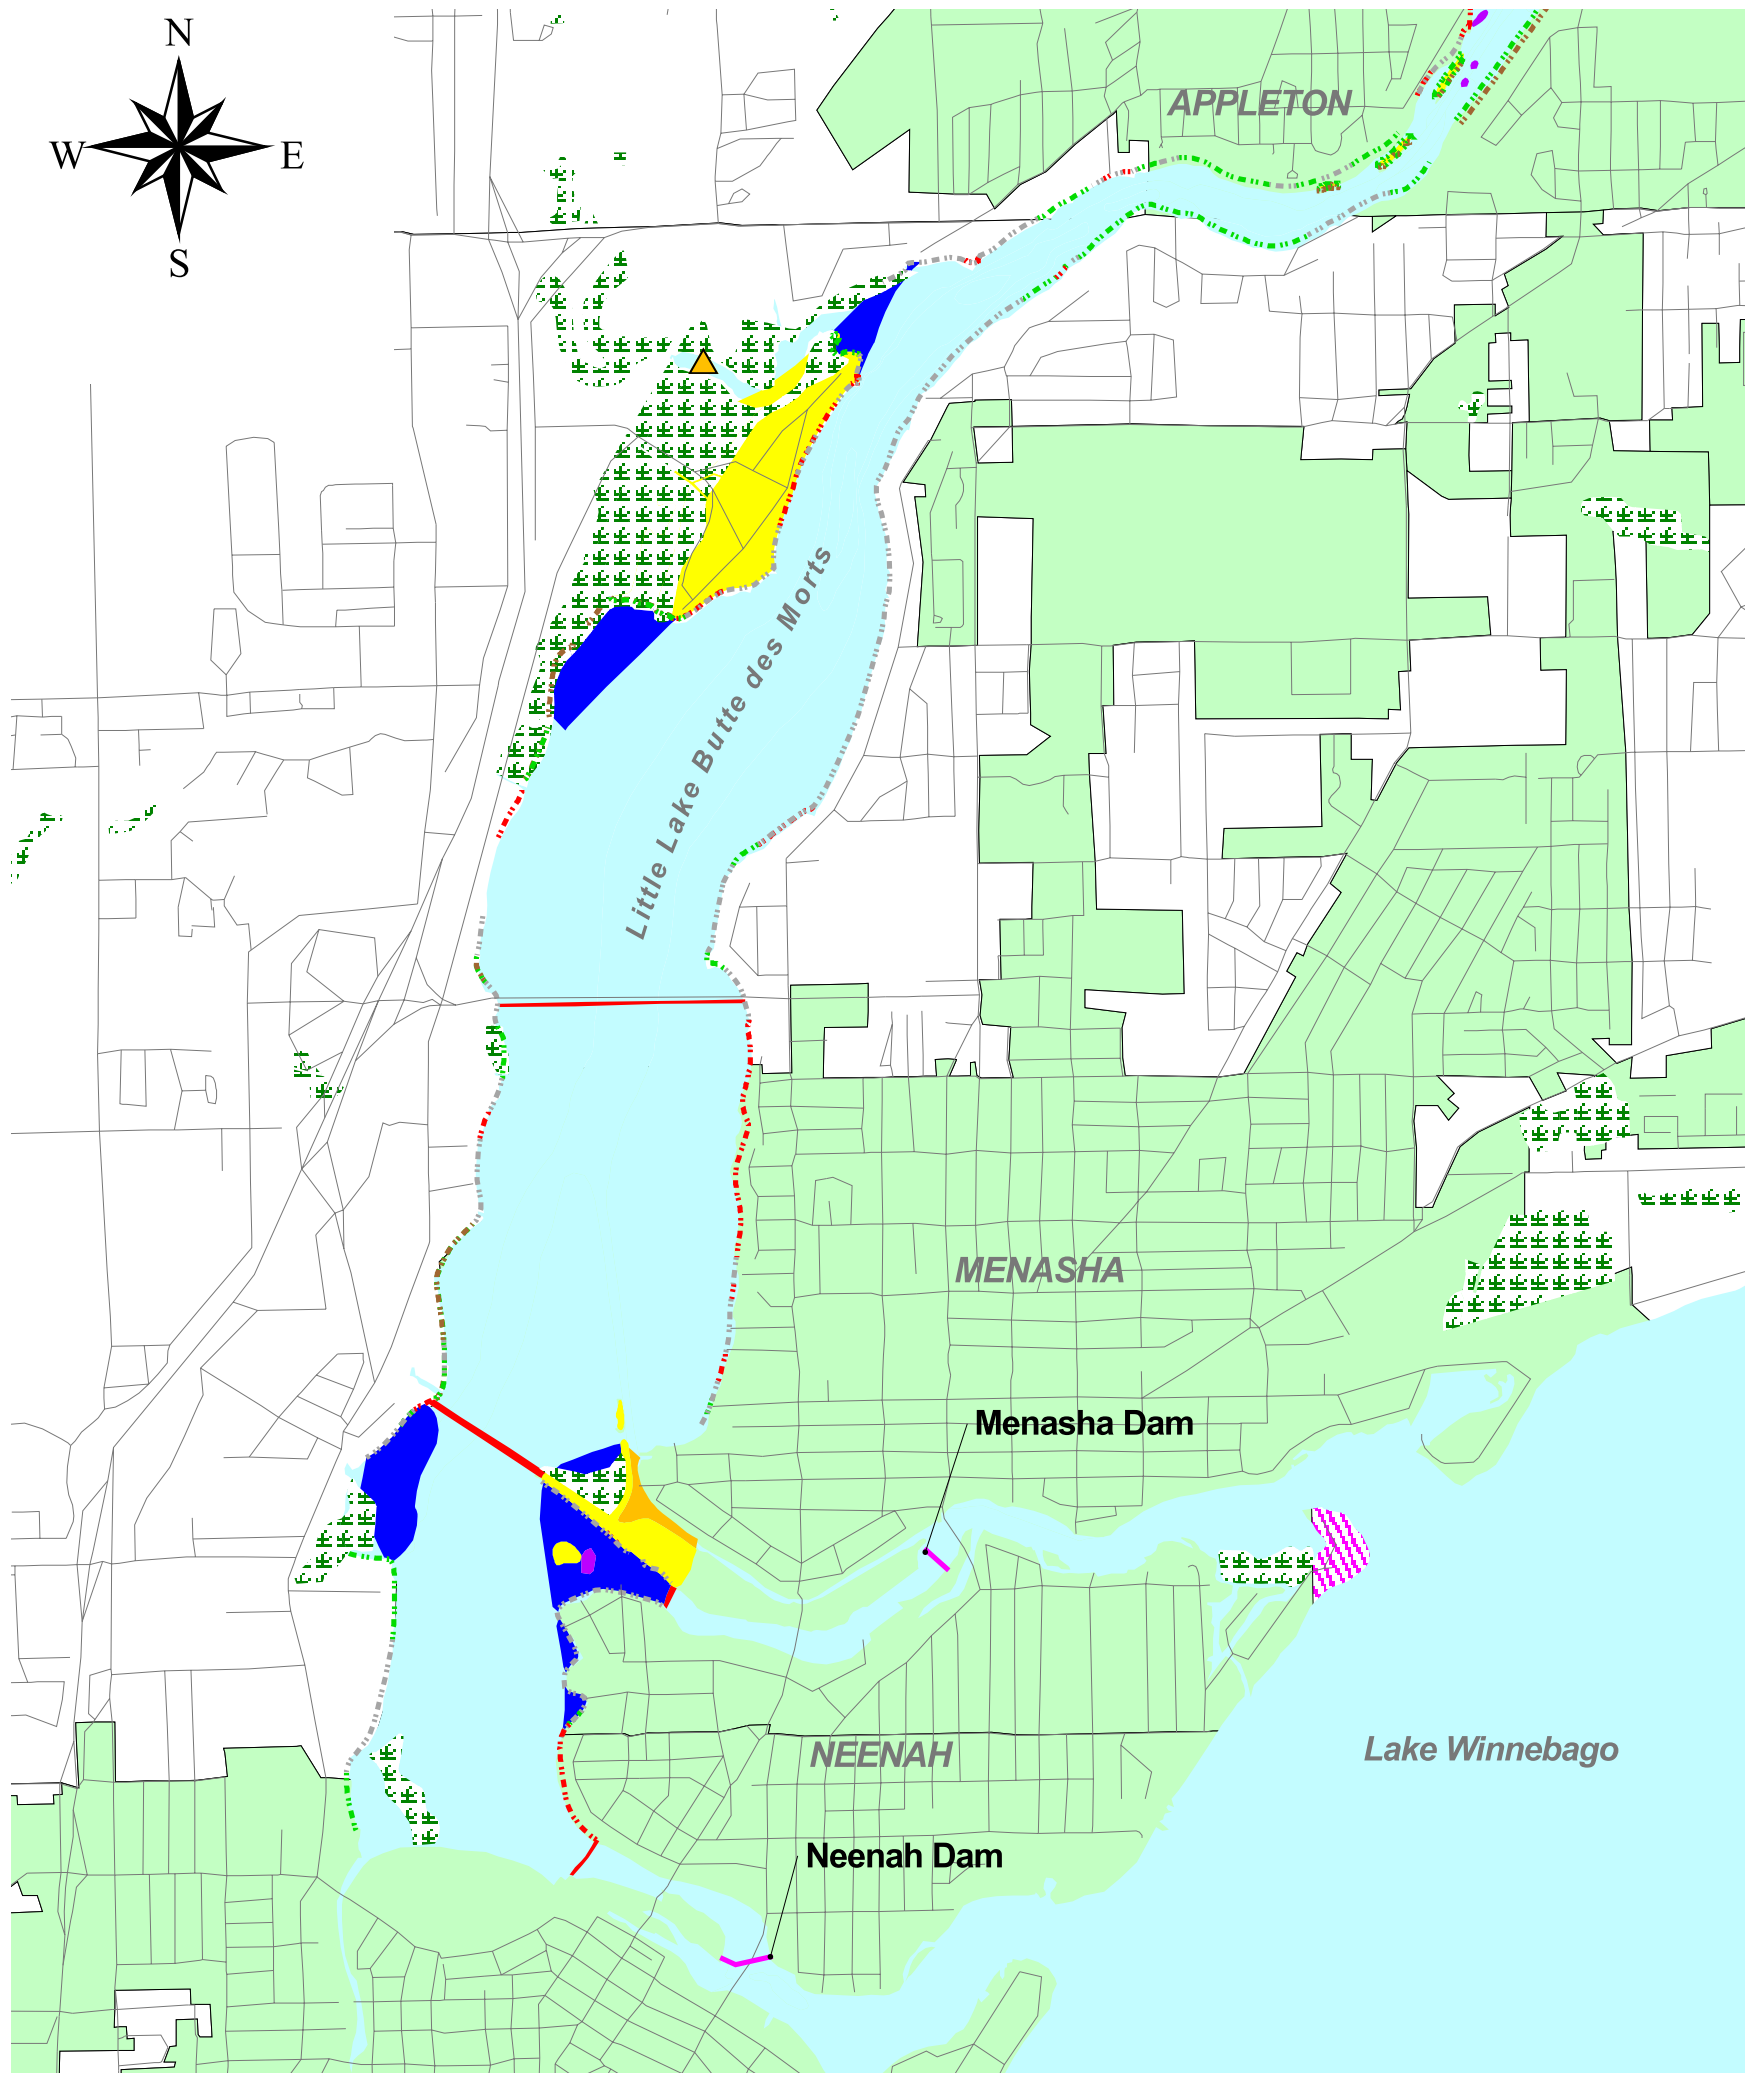 N
W
E
S
APPLETON
Little Lake Butte des Morts
MENASHA
Menasha Dam
NEENAH
Lake Winnebago
Neenah Dam